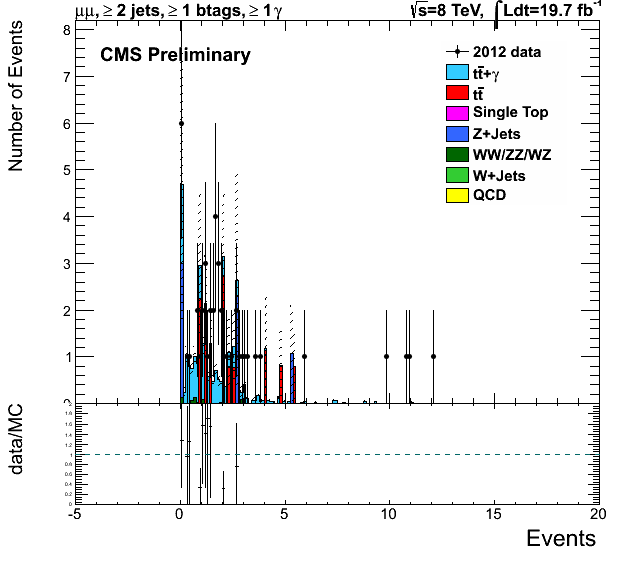 μμ, ≥ 2 jets, ≥ 1 btags, ≥ 1 γ
√s=8 TeV, ∫Ldt=19.7 fb⁻¹
CMS Preliminary
2012 data
tt̄+γ
tt̄
Single Top
Z+Jets
WW/ZZ/WZ
W+Jets
QCD
Number of Events
8
7
6
5
4
3
2
1
data/MC
1.8
1.6
1.4
1.2
1
0.8
0.6
0.4
0.2
0
-5
0
5
10
15
20
Events